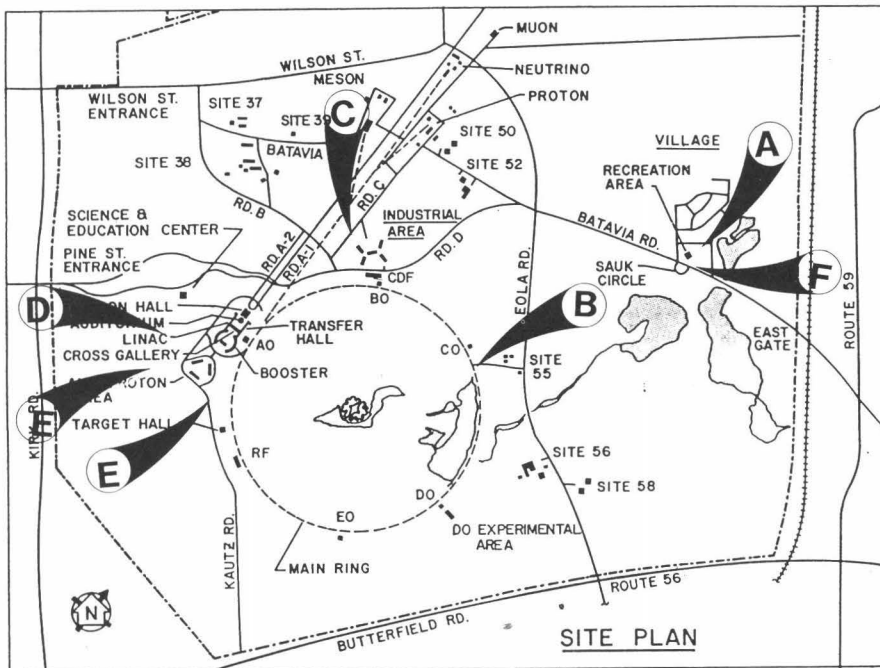 MUON
WILSON ST.
MESON
NEUTRINO
WILSON ST.
ENTRANCE
SITE 37
PROTON
SITE 39
C
SITE 50
BATAVIA
VILLAGE
A
SITE 38
SITE 52
RECREATION
AREA
RD. C
RD. B
INDUSTRIAL
AREA
SCIENCE &
EDUCATION CENTER
RD. A-2
RD. A-1
RD. D
BATAVIA RD.
PINE ST.
ENTRANCE
CDF
BO
EOLA RD.
SAUK
CIRCLE
F
ROUTE 59
D
HALL
AUDITORIUM
LINAC
CROSS GALLERY
TRANSFER
HALL
AO
B
CO
EAST
GATE
BOOSTER
SITE
55
AREA
E
KIRK RD.
TARGET HALL
E
RF
SITE 56
SITE 58
DO
EO
DO EXPERIMENTAL
AREA
MAIN RING
KAUTZ RD.
N
ROUTE 56
BUTTERFIELD RD.
SITE PLAN